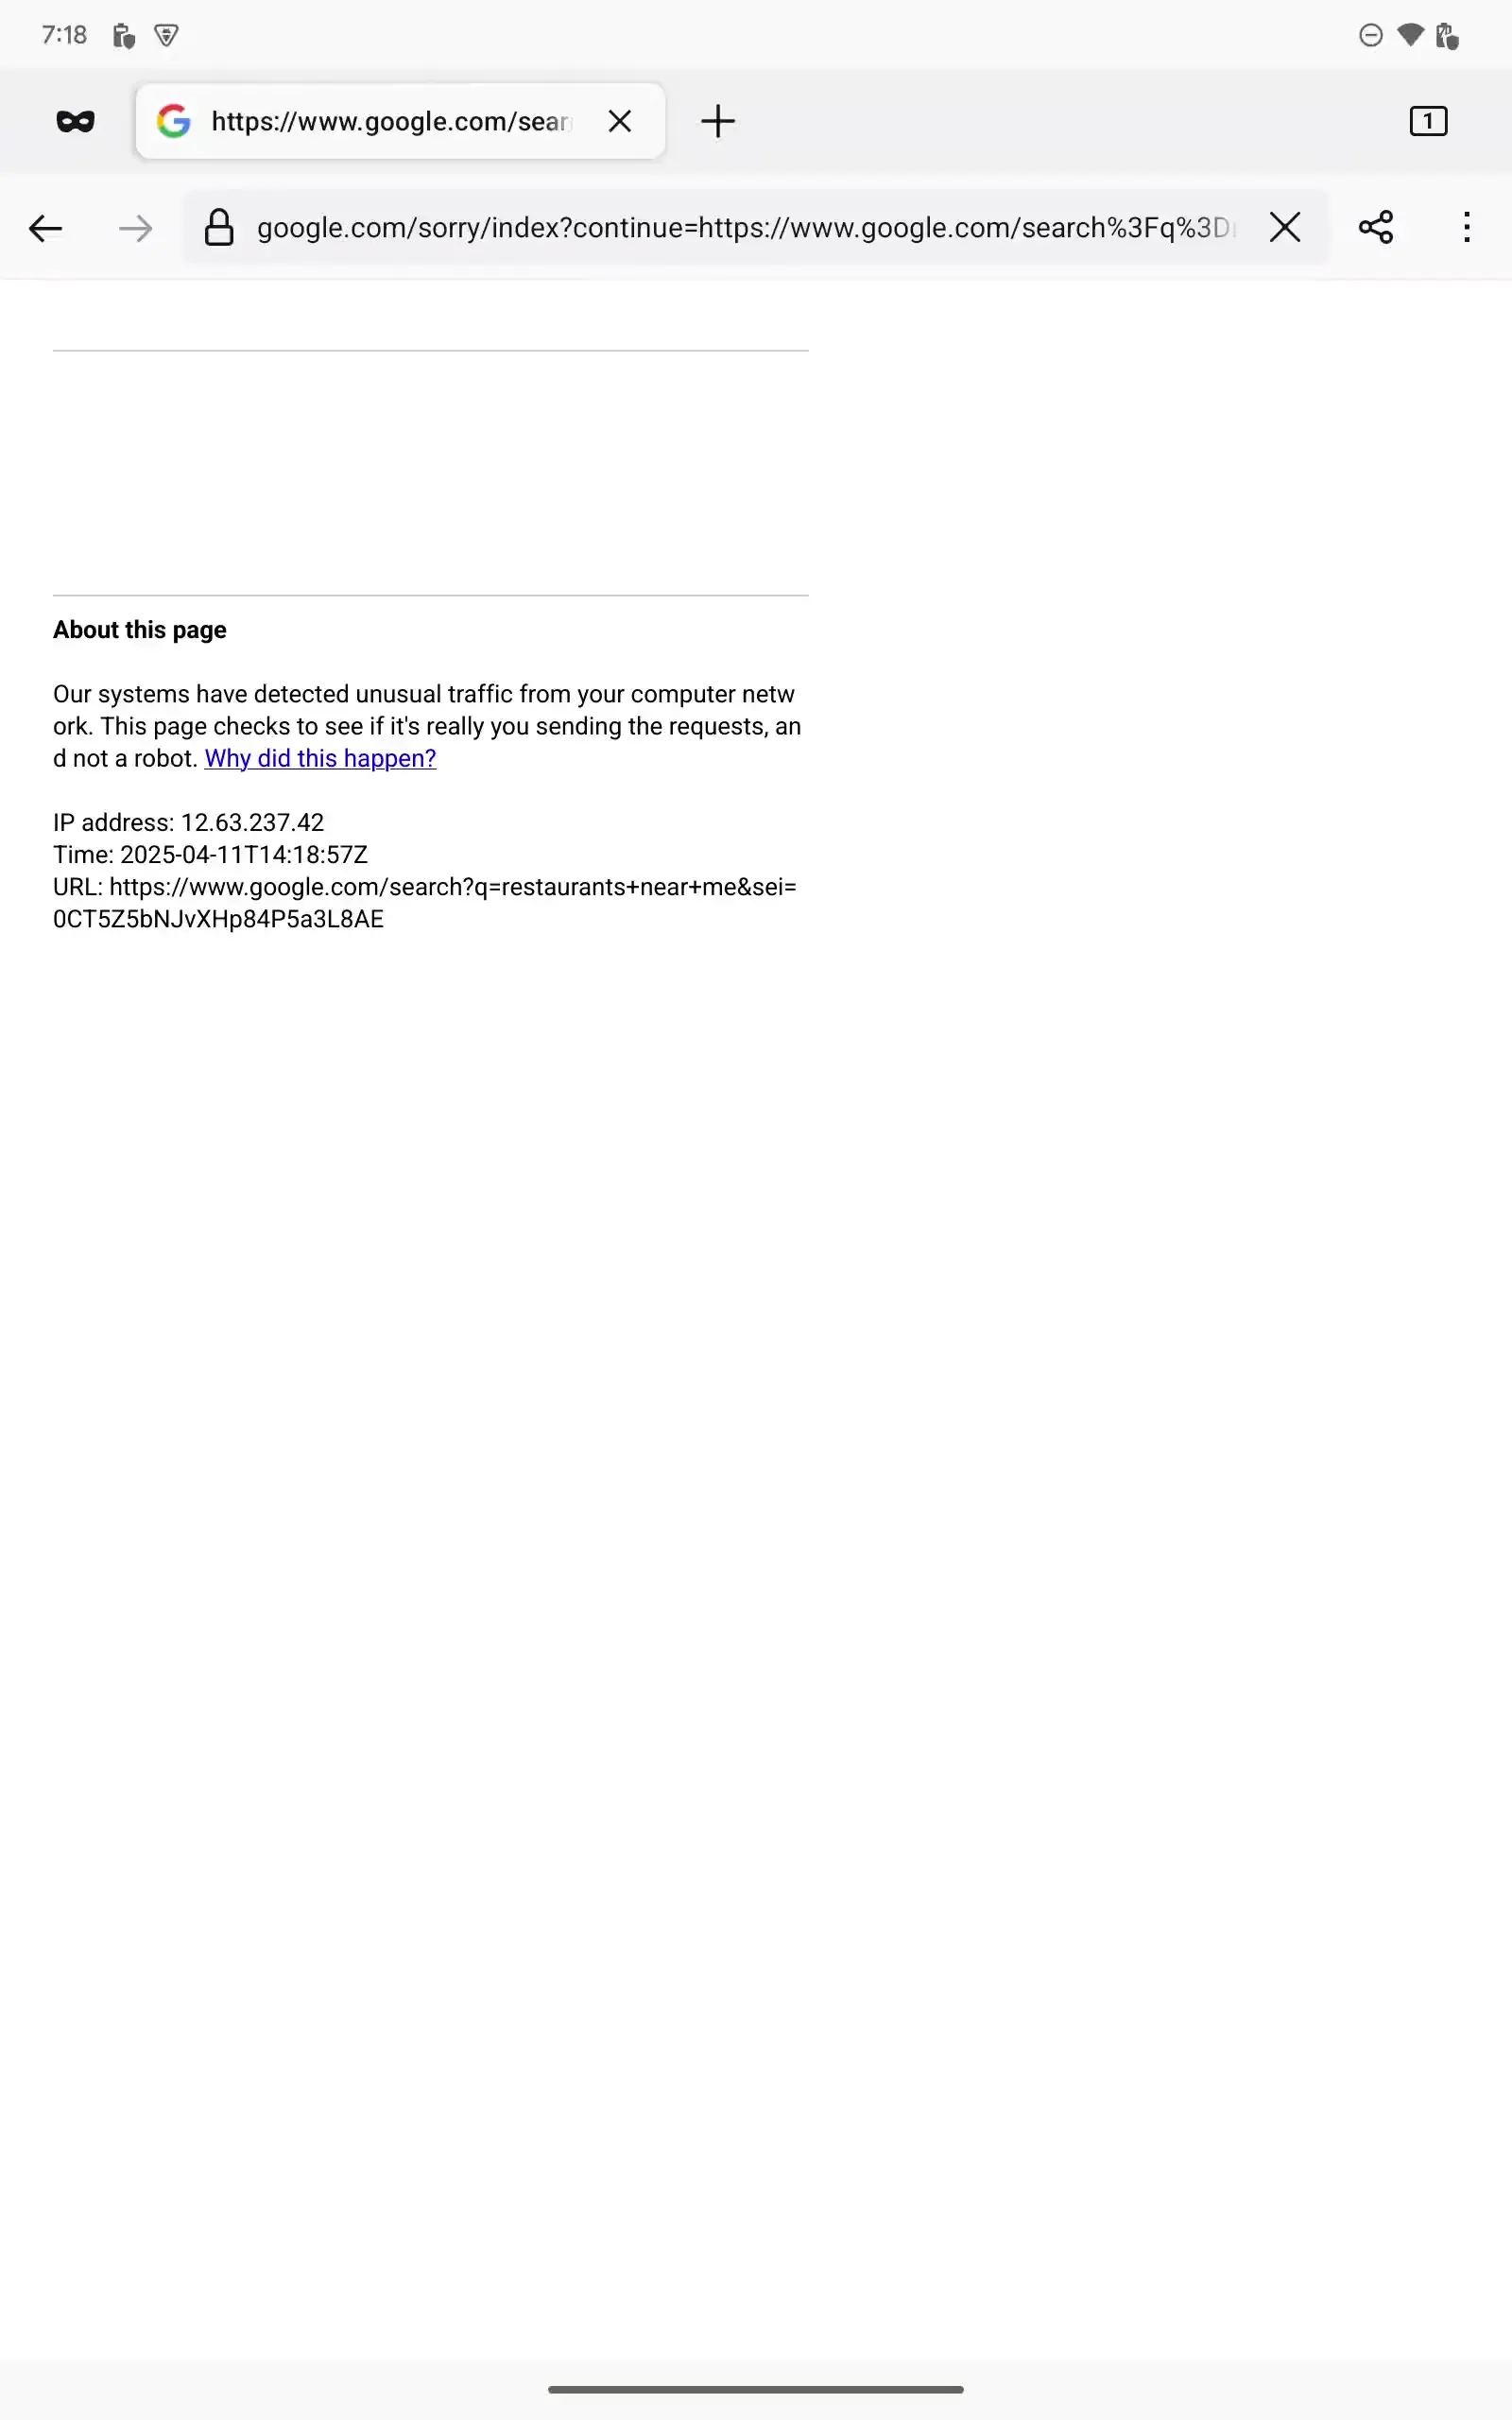 7:18
https://www.google.com/sear
1
google.com/sorry/index?continue=https://www.google.com/search%3Fq%3D
About this page
Our systems have detected unusual traffic from your computer netw
ork. This page checks to see if it's really you sending the requests, an
d not a robot. Why did this happen?
IP address: 12.63.237.42
Time: 2025-04-11T14:18:57Z
URL: https://www.google.com/search?q=restaurants+near+me&sei=
0CT5Z5bNJvXHp84P5a3L8AE